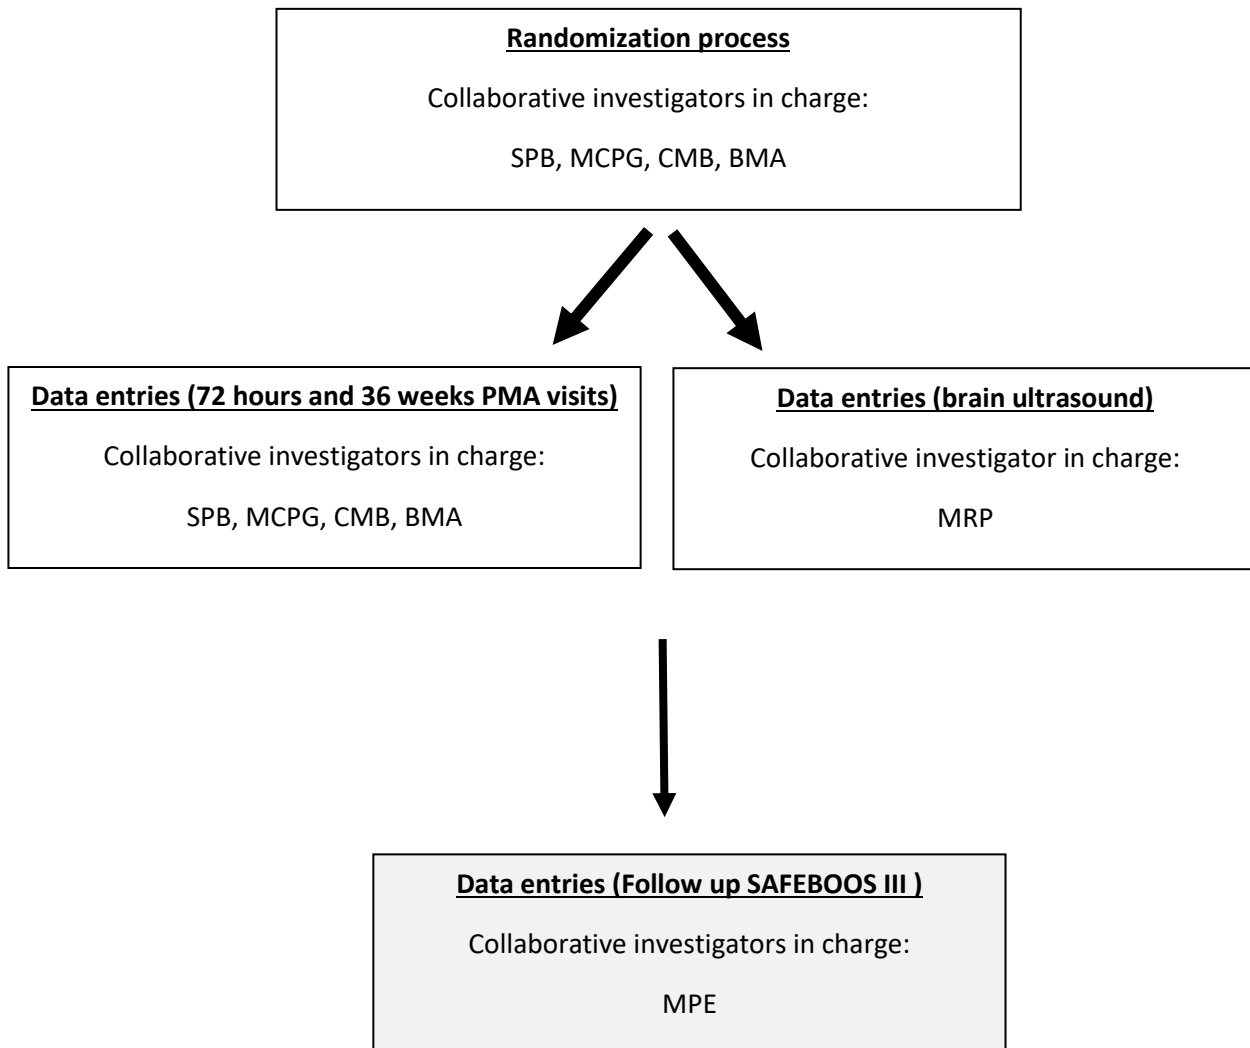 Randomization process
Collaborative investigators in charge:
SPB, MCPG, CMB, BMA
Data entries (72 hours and 36 weeks PMA visits)
Collaborative investigators in charge:
SPB, MCPG, CMB, BMA
Data entries (brain ultrasound)
Collaborative investigator in charge:
MRP
Data entries (Follow up SAFEBOOS III )
Collaborative investigators in charge:
MPE